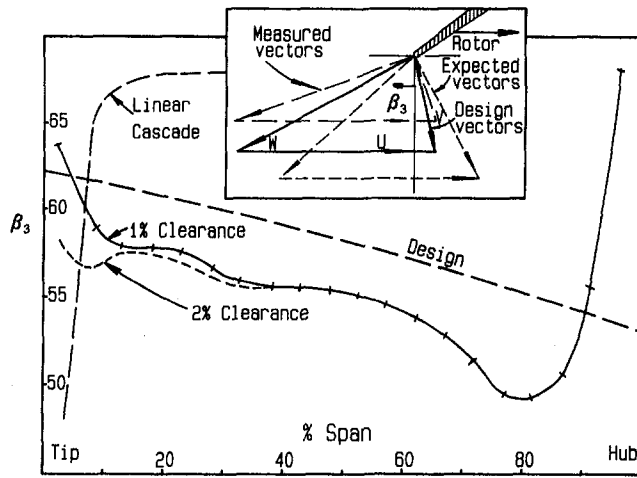 Measured
vectors
Rotor
Expected
vectors
β₃
Design
vectors
V
W
U
Linear
Cascade
65
60
β₃
55
50
1% Clearance
2% Clearance
Design
% Span
Tip
20
40
60
80
Hub